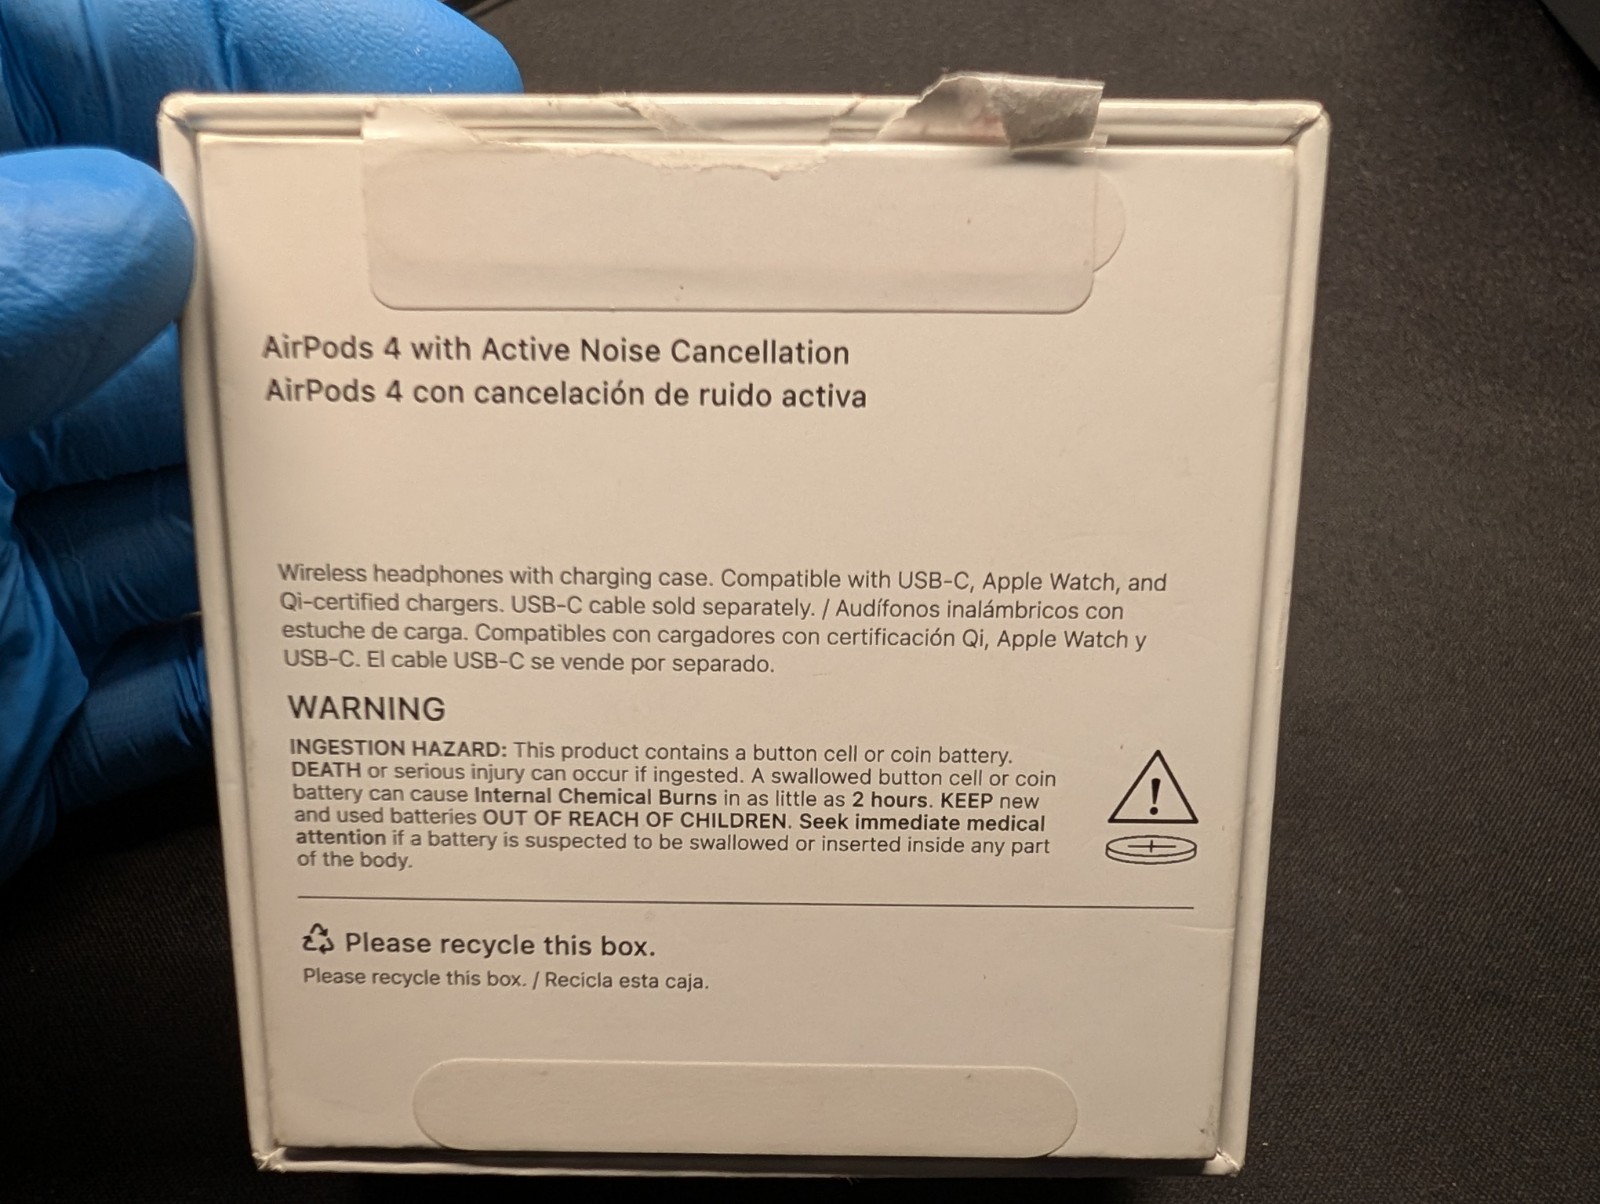 AirPods 4 with Active Noise Cancellation
AirPods 4 con cancelación de ruido activa
Wireless headphones with charging case. Compatible with USB-C, Apple Watch, and
Qi-certified chargers. USB-C cable sold separately. / Audífonos inalámbricos con
estuche de carga. Compatibles con cargadores con certificación Qi, Apple Watch y
USB-C. El cable USB-C se vende por separado.
WARNING
INGESTION HAZARD: This product contains a button cell or coin battery.
DEATH or serious injury can occur if ingested. A swallowed button cell or coin
battery can cause Internal Chemical Burns in as little as 2 hours. KEEP new
and used batteries OUT OF REACH OF CHILDREN. Seek immediate medical
attention if a battery is suspected to be swallowed or inserted inside any part
of the body.
Please recycle this box.
Please recycle this box. / Recicla esta caja.